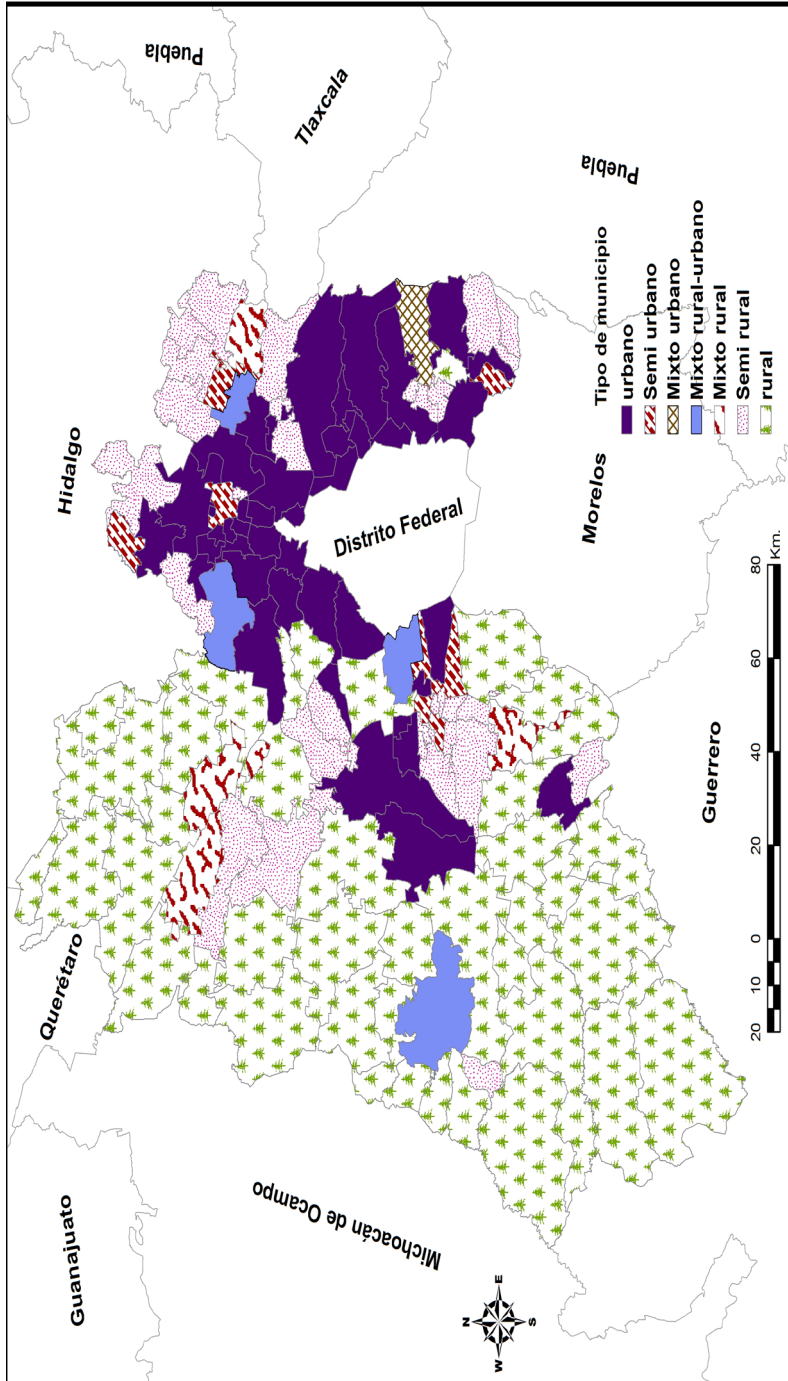 Puebla
Tlaxcala
Hidalgo
Puebla
Querétaro
Guanajuato
Distrito Federal
Morelos
Guerrero
Michoacán de Ocampo
Tipo de municipio
urbano
Semi urbano
Mixto urbano
Mixto rural-urbano
Mixto rural
Semi rural
rural
20 10 0 20 40 60 80
Km.
N
W E
S